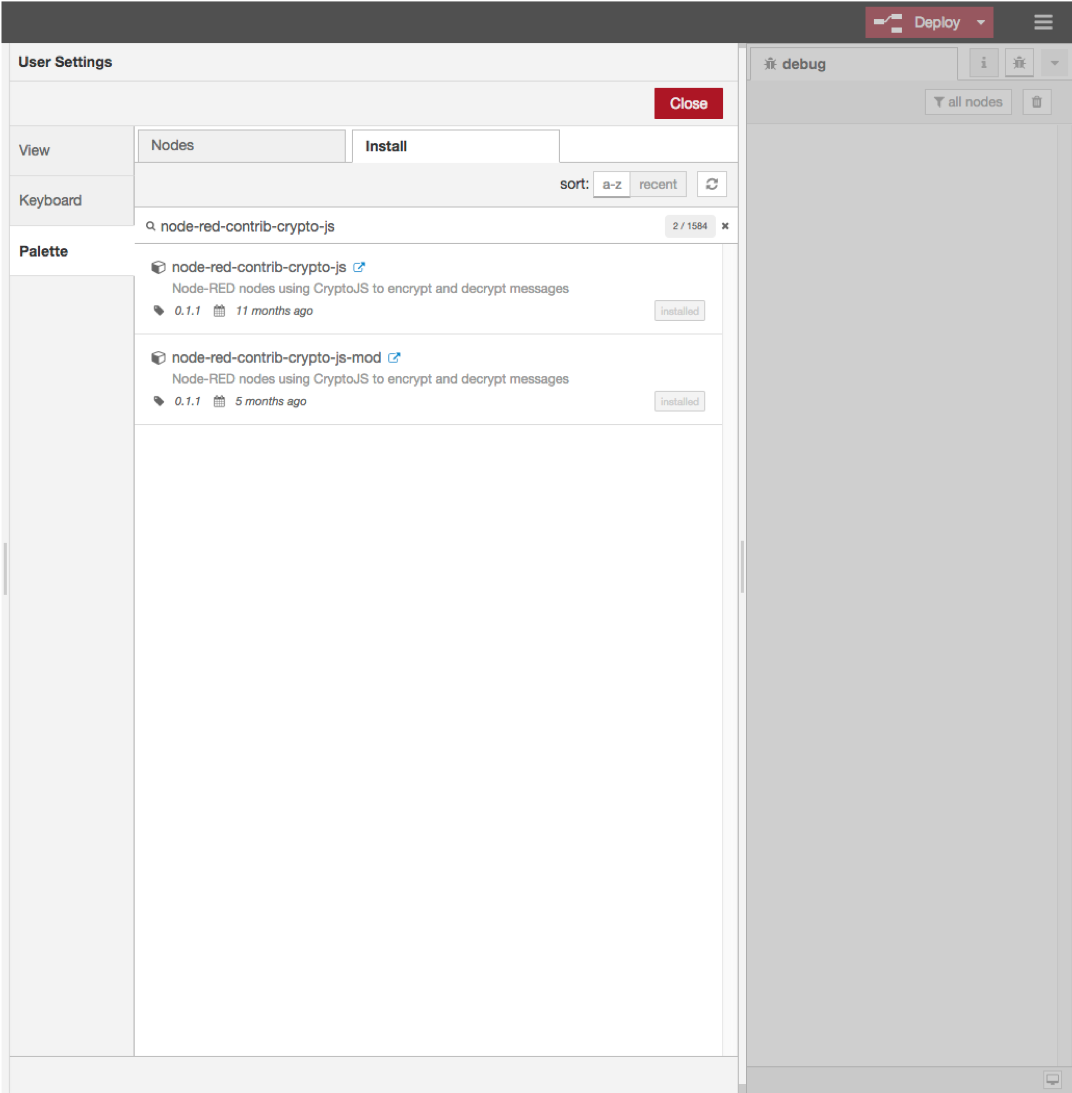 Deploy
User Settings
debug
i
all nodes
Close
View
Keyboard
Palette
Nodes
Install
sort: a-z recent
node-red-contrib-crypto-js
2 / 1584
node-red-contrib-crypto-js
Node-RED nodes using CryptoJS to encrypt and decrypt messages
0.1.1 11 months ago
installed
node-red-contrib-crypto-js-mod
Node-RED nodes using CryptoJS to encrypt and decrypt messages
0.1.1 5 months ago
installed